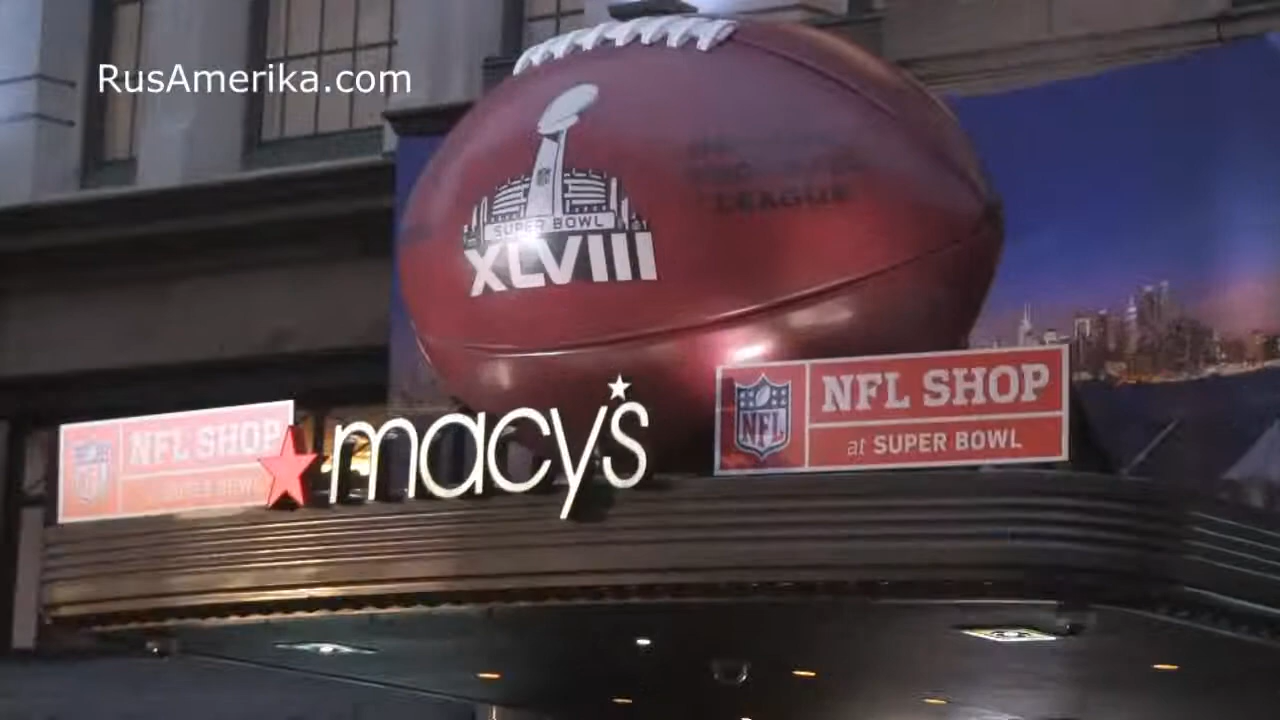 RusAmerika.com
SUPER BOWL
XLVIII
LEAGUE
NFL SHOP
macy's
NFL
NFL SHOP
at SUPER BOWL